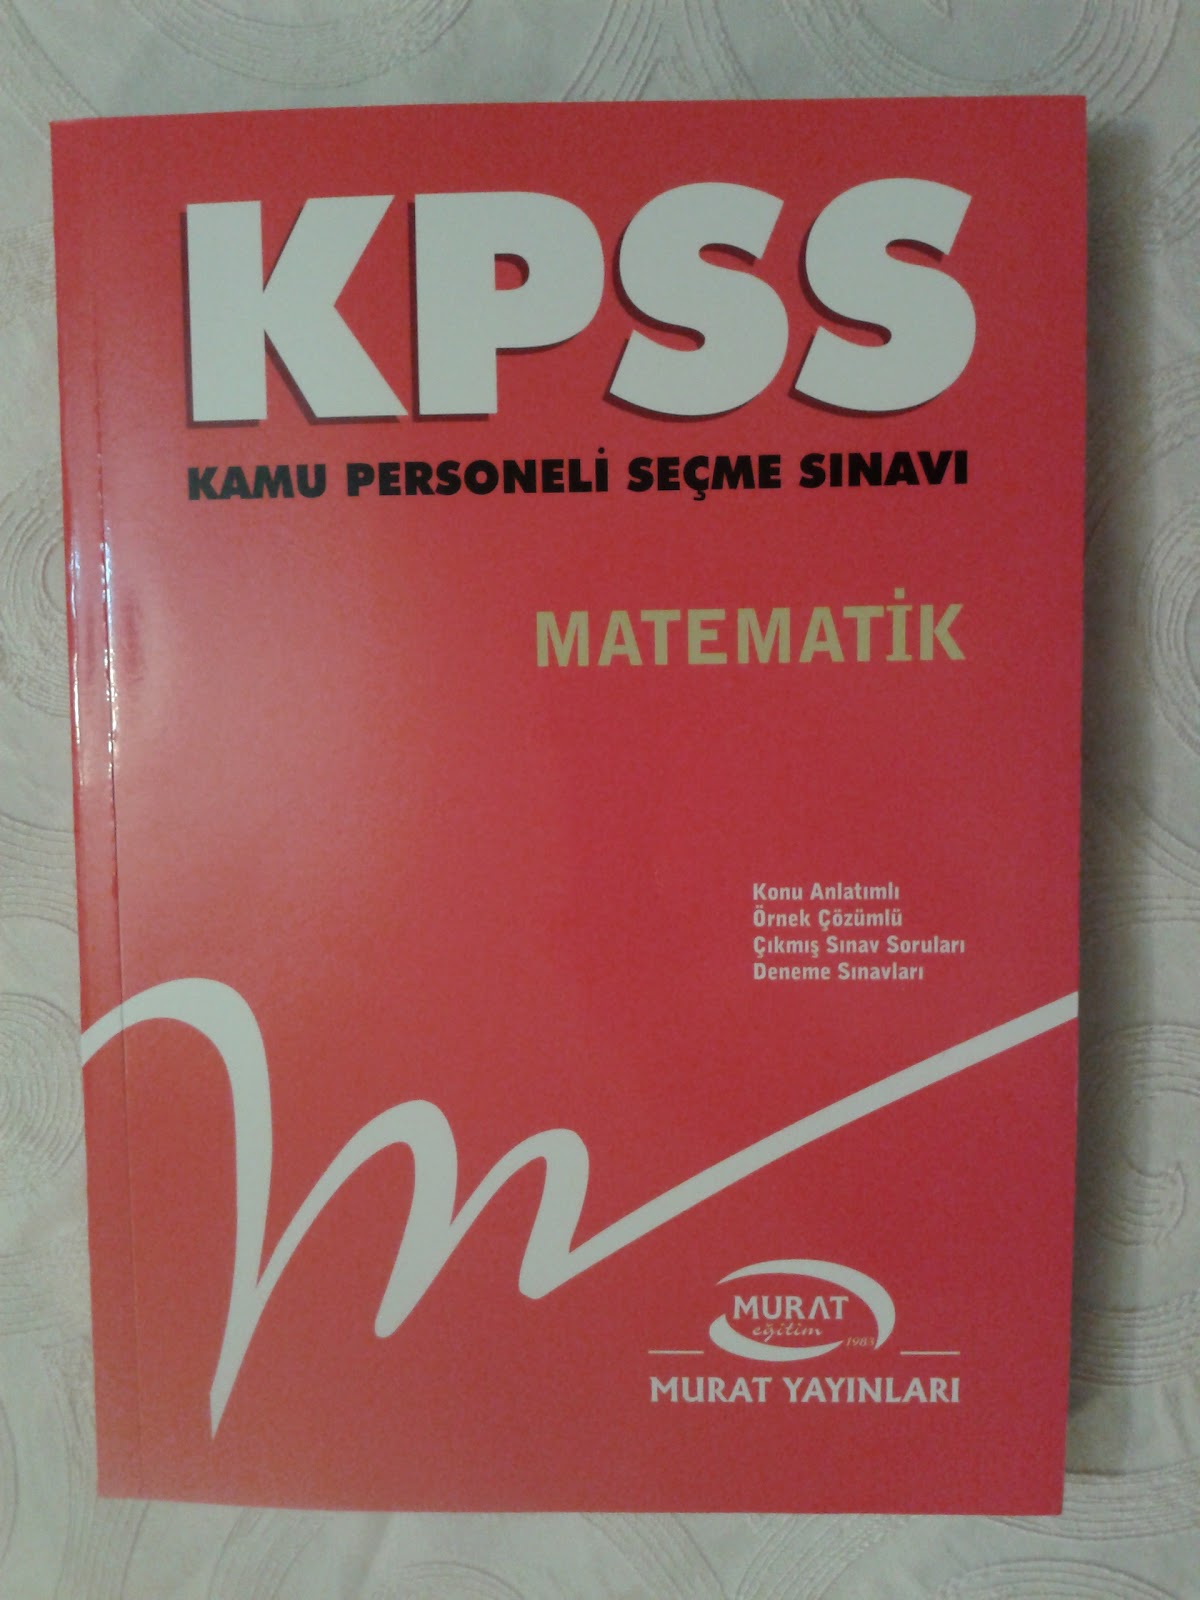 KPSS
KAMU PERSONELİ SEÇME SINAVI
MATEMATİK
Konu Anlatımlı
Örnek Çözümlü
Çıkmış Sınav Soruları
Deneme Sınavları
MURAT
eğitim
1983
MURAT YAYINLARI